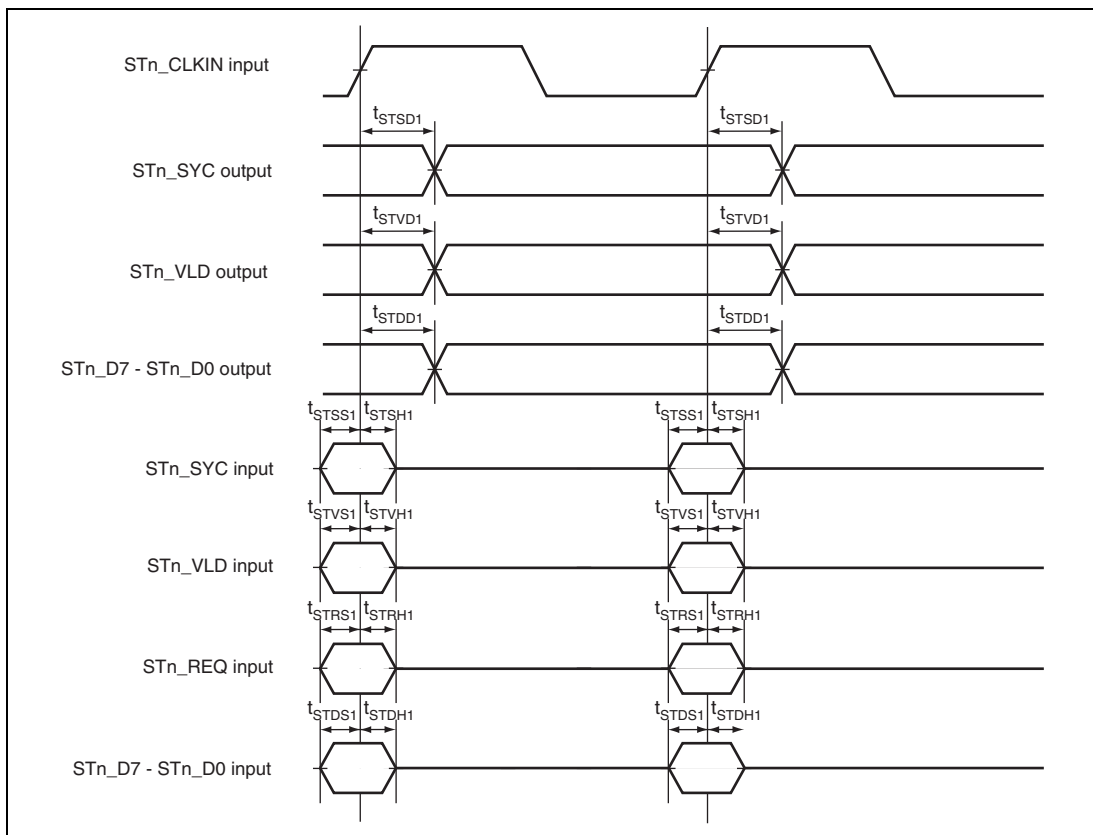 STn_CLKIN input
tSTSD1 tSTSD1
STn_SYC output
tSTVD1 tSTVD1
STn_VLD output
tSTDD1 tSTDD1
STn_D7 - STn_D0 output
tSTSS1 tSTSH1 tSTSS1 tSTSH1
STn_SYC input
tSTVS1 tSTVH1 tSTVS1 tSTVH1
STn_VLD input
tSTRS1 tSTRH1 tSTRS1 tSTRH1
STn_REQ input
tSTDS1 tSTDH1 tSTDS1 tSTDH1
STn_D7 - STn_D0 input